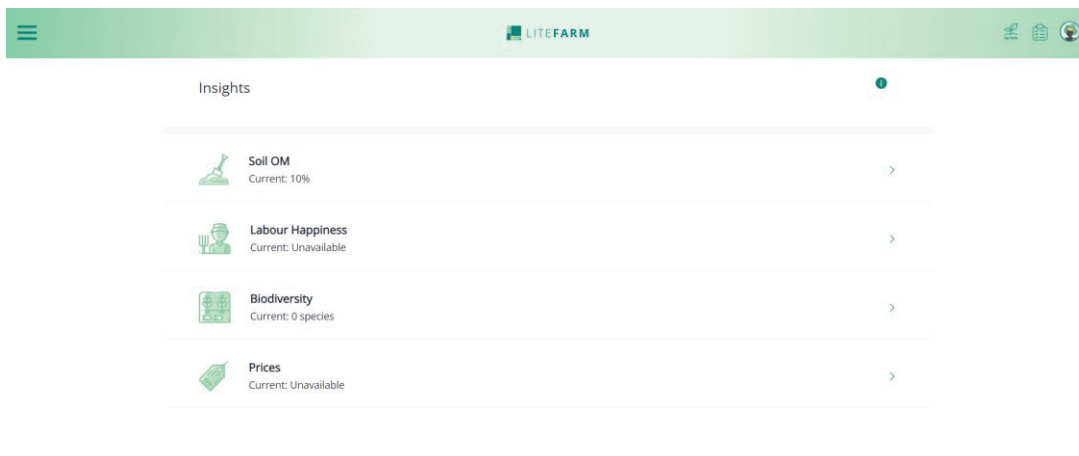 LITEFARM
Insights
Soil OM
Current: 10%
Labour Happiness
Current: Unavailable
Biodiversity
Current: 0 species
Prices
Current: Unavailable